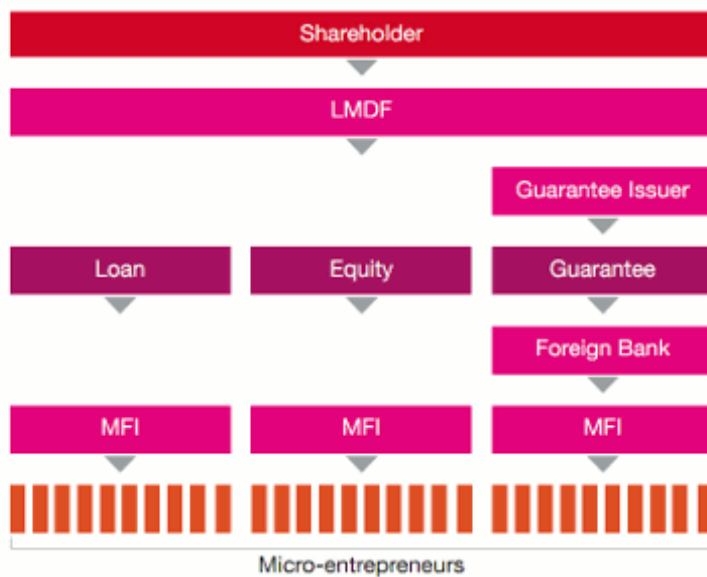 Shareholder
LMDF
Guarantee Issuer
Loan
Equity
Guarantee
Foreign Bank
MFI
MFI
MFI
Micro-entrepreneurs